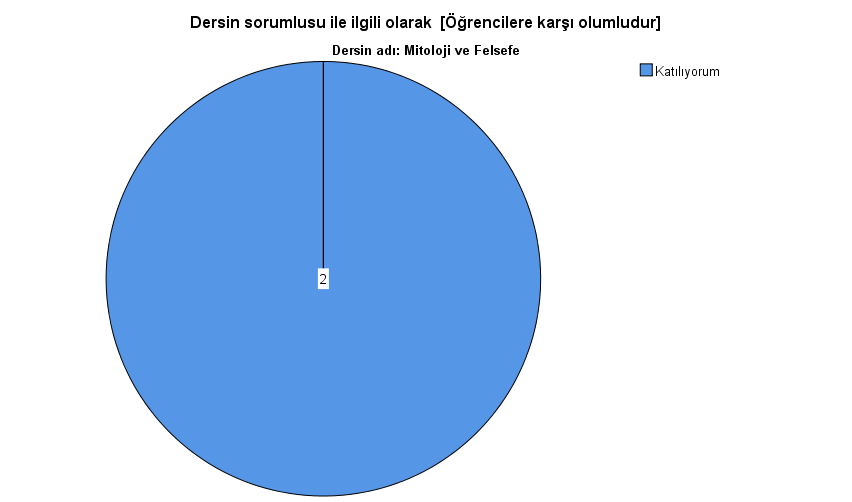 Dersin sorumlusu ile ilgili olarak  [Öğrencilere karşı olumludur]
Dersin adı: Mitoloji ve Felsefe
Katılıyorum
2